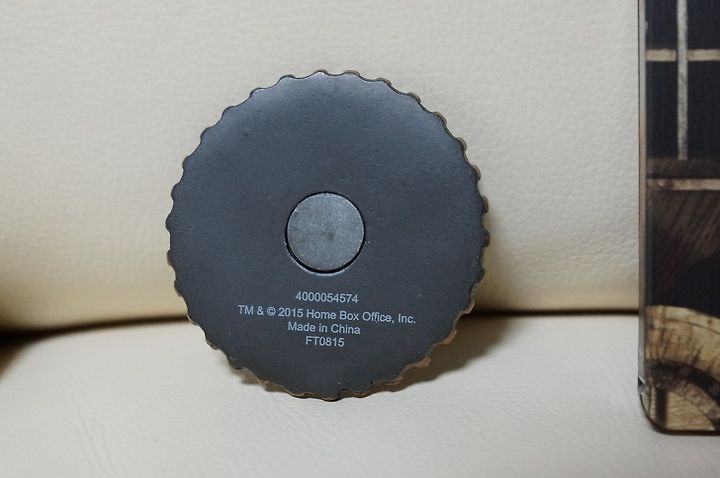 4000054574
TM & © 2015 Home Box Office, Inc.
Made in China
FT0815